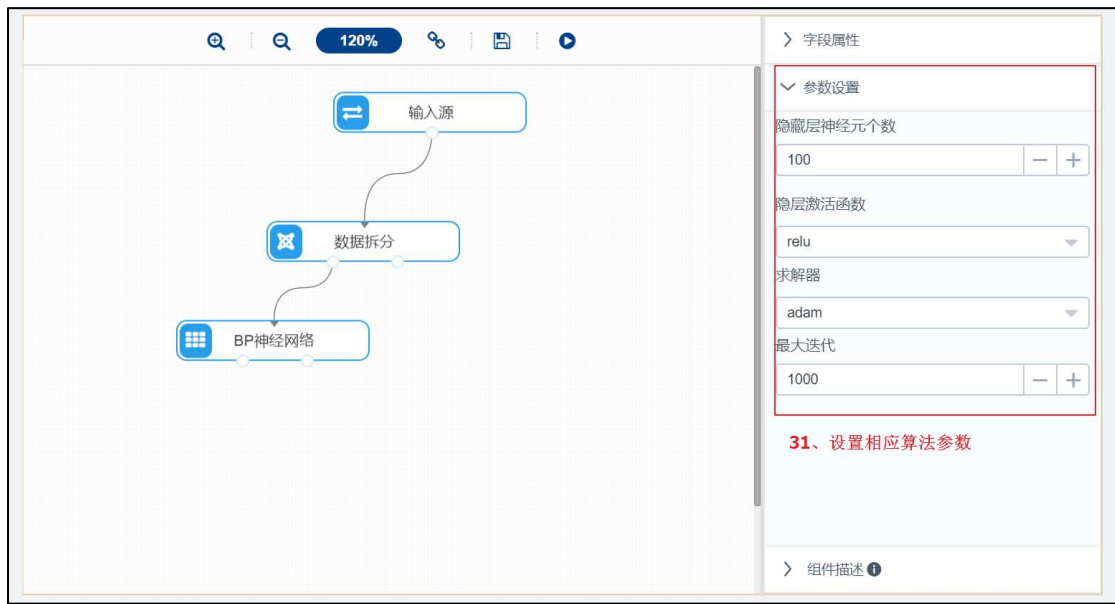 120%
输入源
数据拆分
BP神经网络
字段属性
参数设置
隐藏层神经元个数
100
隐层激活函数
relu
求解器
adam
最大迭代
1000
31、设置相应算法参数
组件描述